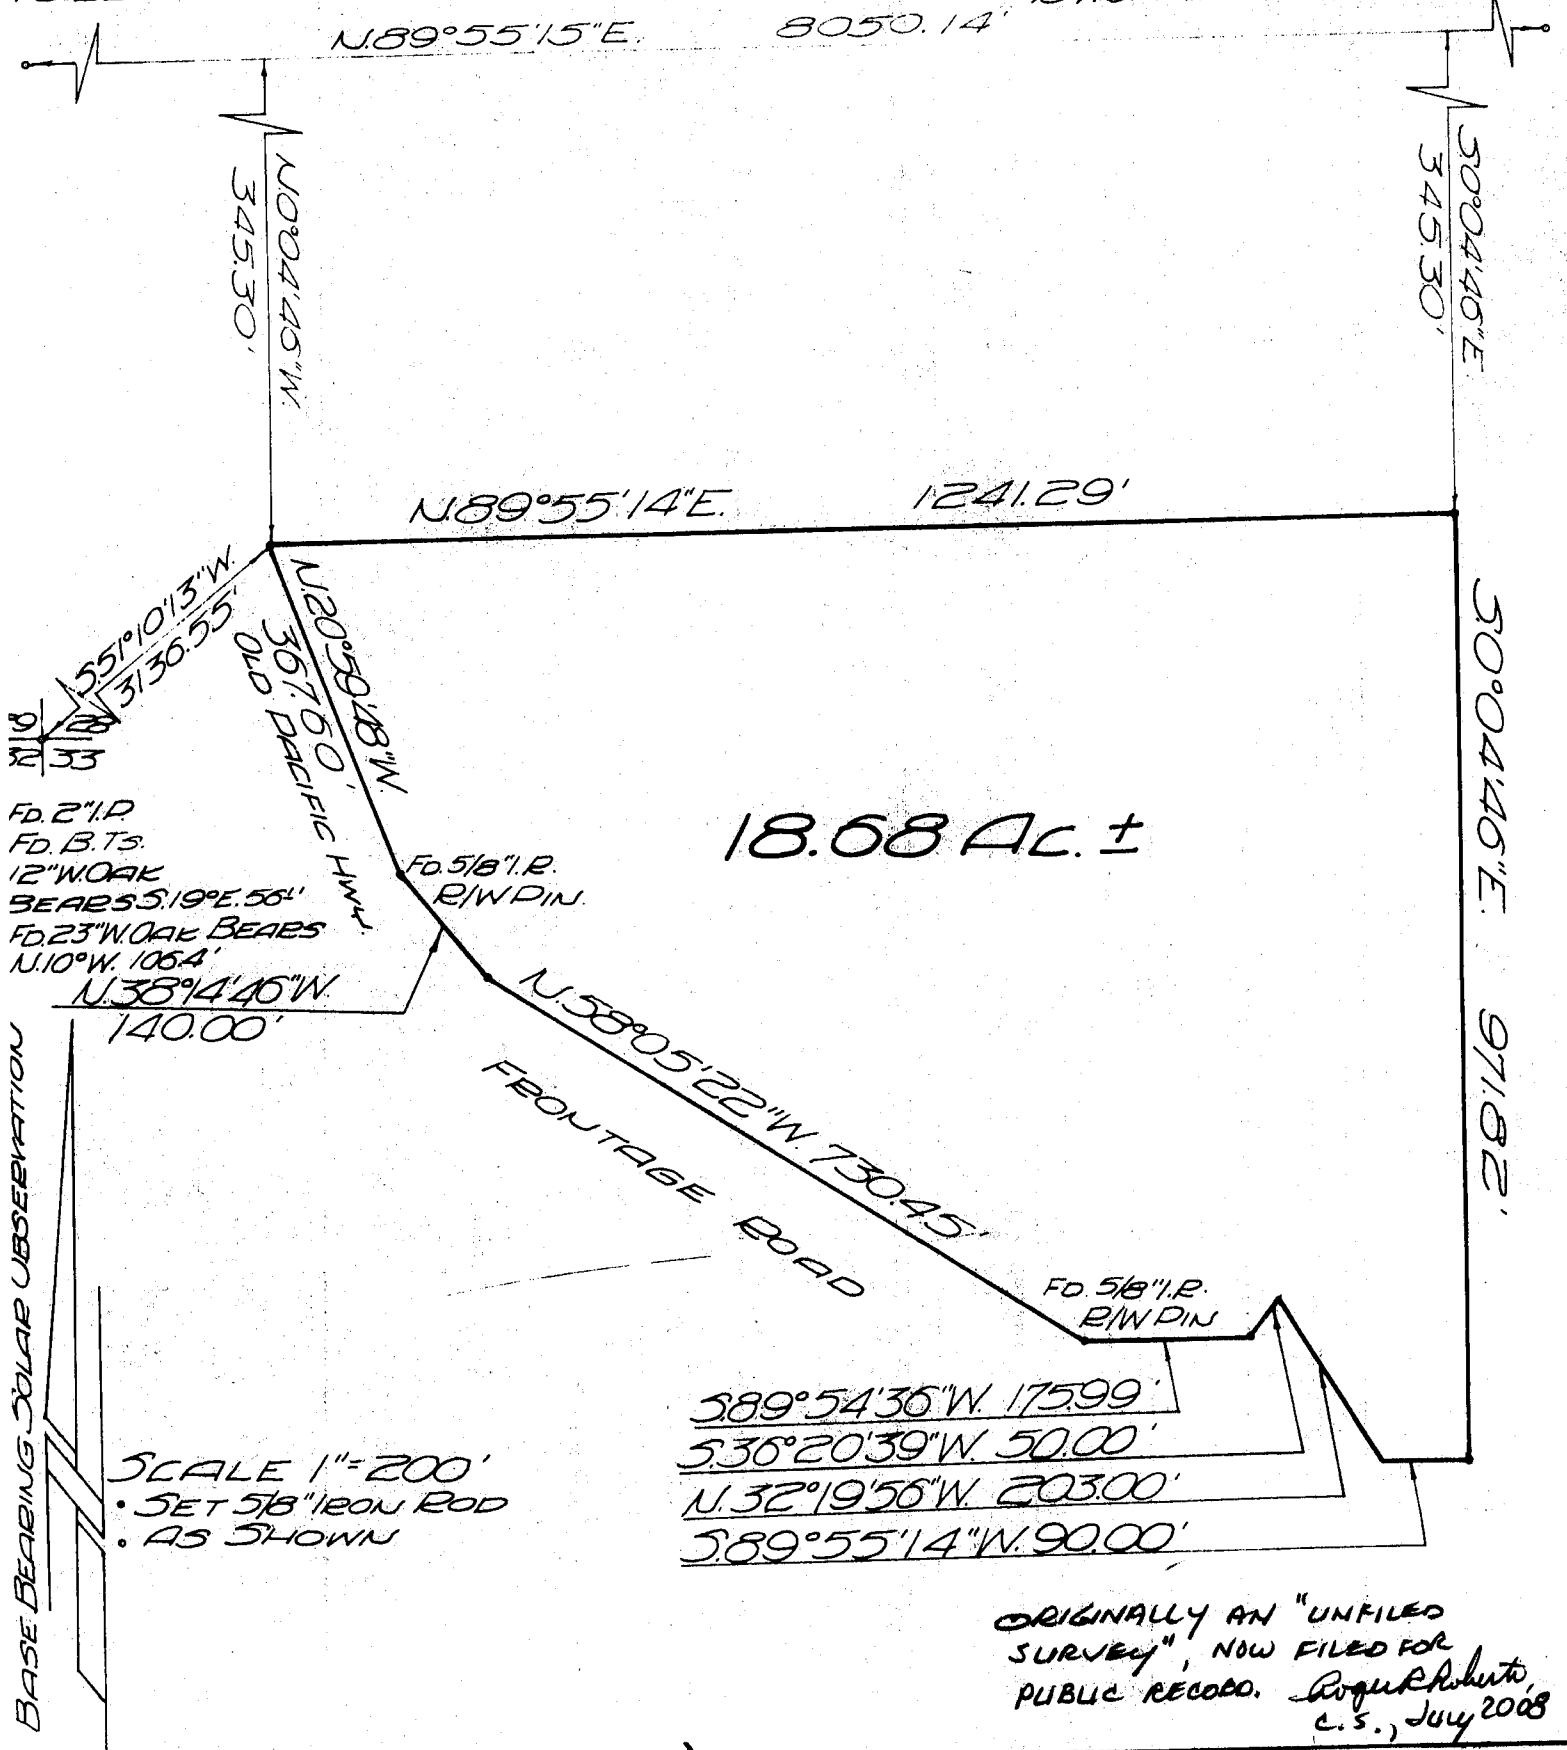 N.89°55'15"E. 8050.14'
N.0°04'46"W.
345.30'
S.0°04'46"E.
345.30'
N.89°55'14"E. 1241.29'
S.51°10'13"W.
3136.55'
N.20°59'48"W.
367.60'
OLD PACIFIC HWY.
S.0°04'46"E. 971.82'
9 28
32 33
FD. 2" I.P.
FD. B.T's.
12" W. OAK
BEARS S.19°E. 56'
FD. 23" W. OAK BEARS
N.10°W. 106.4'
18.68 Ac. ±
FD. 5/8" I.R.
R/W PIN.
N.38°14'46"W.
140.00'
N.58°05'22"W. 730.45'
FRONTAGE ROAD
FD. 5/8" I.R.
R/W PIN
S.89°54'36"W. 175.99'
S.36°20'39"W. 50.00'
N.32°19'56"W. 203.00'
S.89°55'14"W. 90.00'
BASE BEARING SOLAR OBSERVATION
SCALE 1"=200'
• SET 5/8" IRON ROD
• AS SHOWN
ORIGINALLY AN "UNFILED
SURVEY", NOW FILED FOR
PUBLIC RECORD. Roger R Roberts,
C.S., July 2008